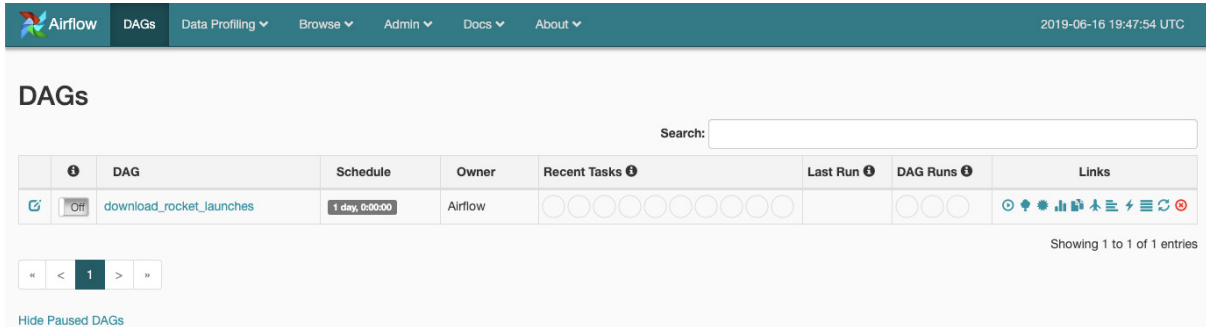 Airflow DAGs Data Profiling Browse Admin Docs About 2019-06-16 19:47:54 UTC
DAGs
Search:
DAG Schedule Owner Recent Tasks Last Run DAG Runs Links
Off download_rocket_launches 1 day, 0:00:00 Airflow
Showing 1 to 1 of 1 entries
« < 1 > »
Hide Paused DAGs